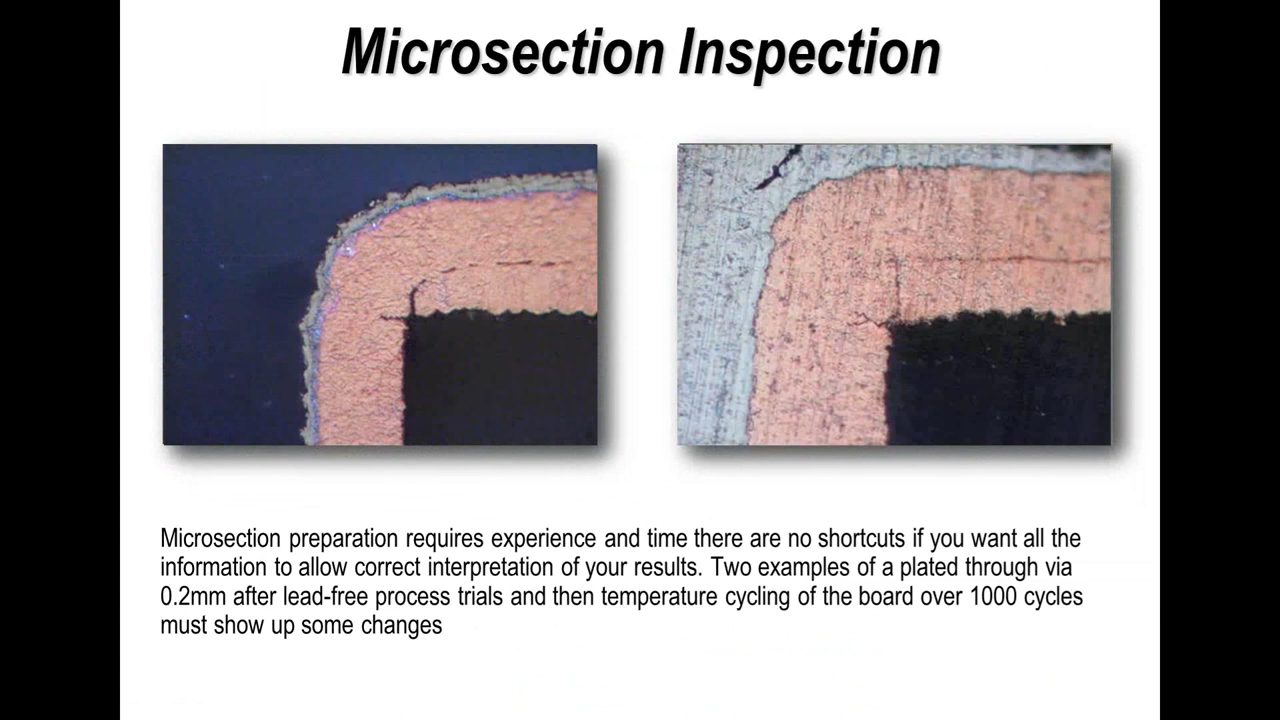 Microsection Inspection
Microsection preparation requires experience and time there are no shortcuts if you want all the
information to allow correct interpretation of your results. Two examples of a plated through via
0.2mm after lead-free process trials and then temperature cycling of the board over 1000 cycles
must show up some changes